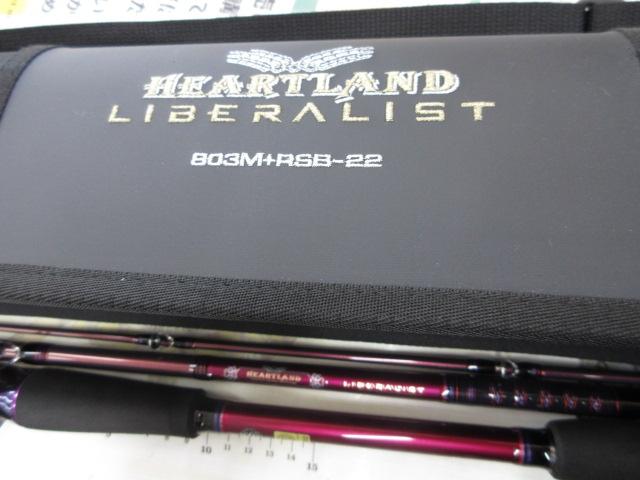 HEARTLAND
LIBERALIST
803M+RSB-22
HEARTLAND LIBERALIST
10 11 12 13 14 15